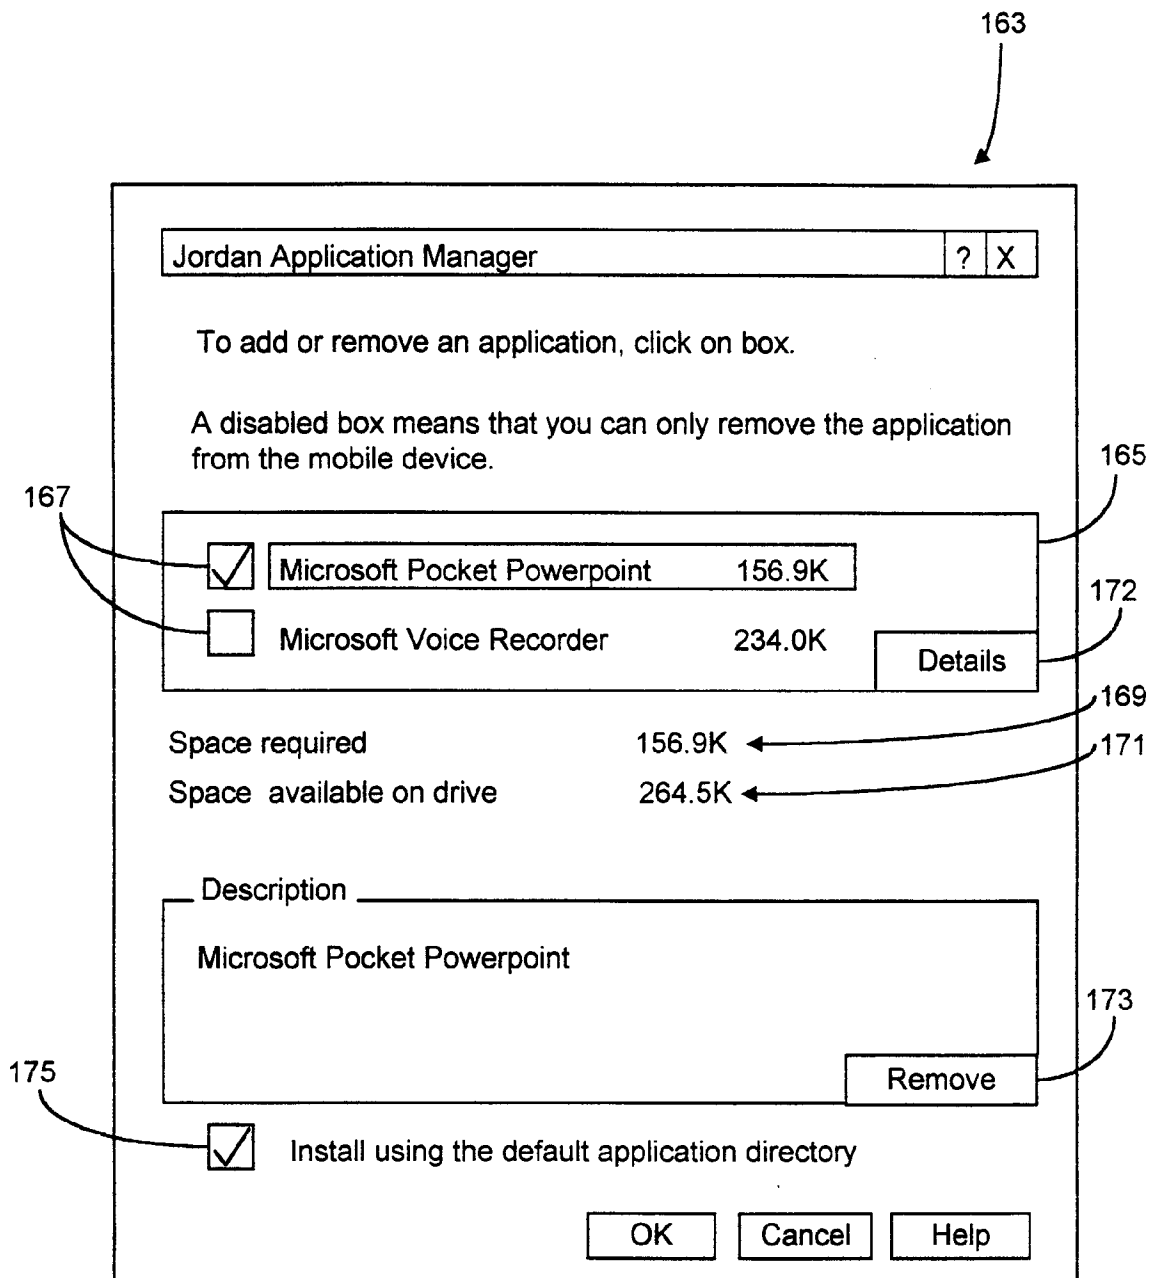 163
Jordan Application Manager ? X
To add or remove an application, click on box.
A disabled box means that you can only remove the application
from the mobile device.
165
167
Microsoft Pocket Powerpoint 156.9K
172
Microsoft Voice Recorder 234.0K
Details
169
Space required 156.9K
171
Space available on drive 264.5K
Description
Microsoft Pocket Powerpoint
173
Remove
175
Install using the default application directory
OK Cancel Help